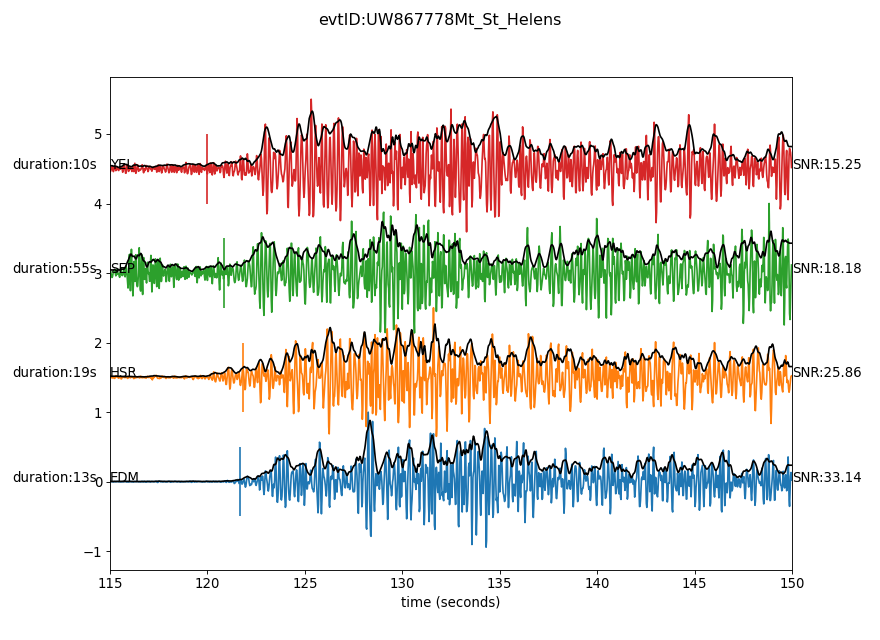 evtID:UW867778Mt_St_Helens
5
duration:10s YEL SNR:15.25
4
duration:55s SEP SNR:18.18
3
2
duration:19s HSR SNR:25.86
1
duration:13s EDM SNR:33.14
0
−1
115 120 125 130 135 140 145 150
time (seconds)